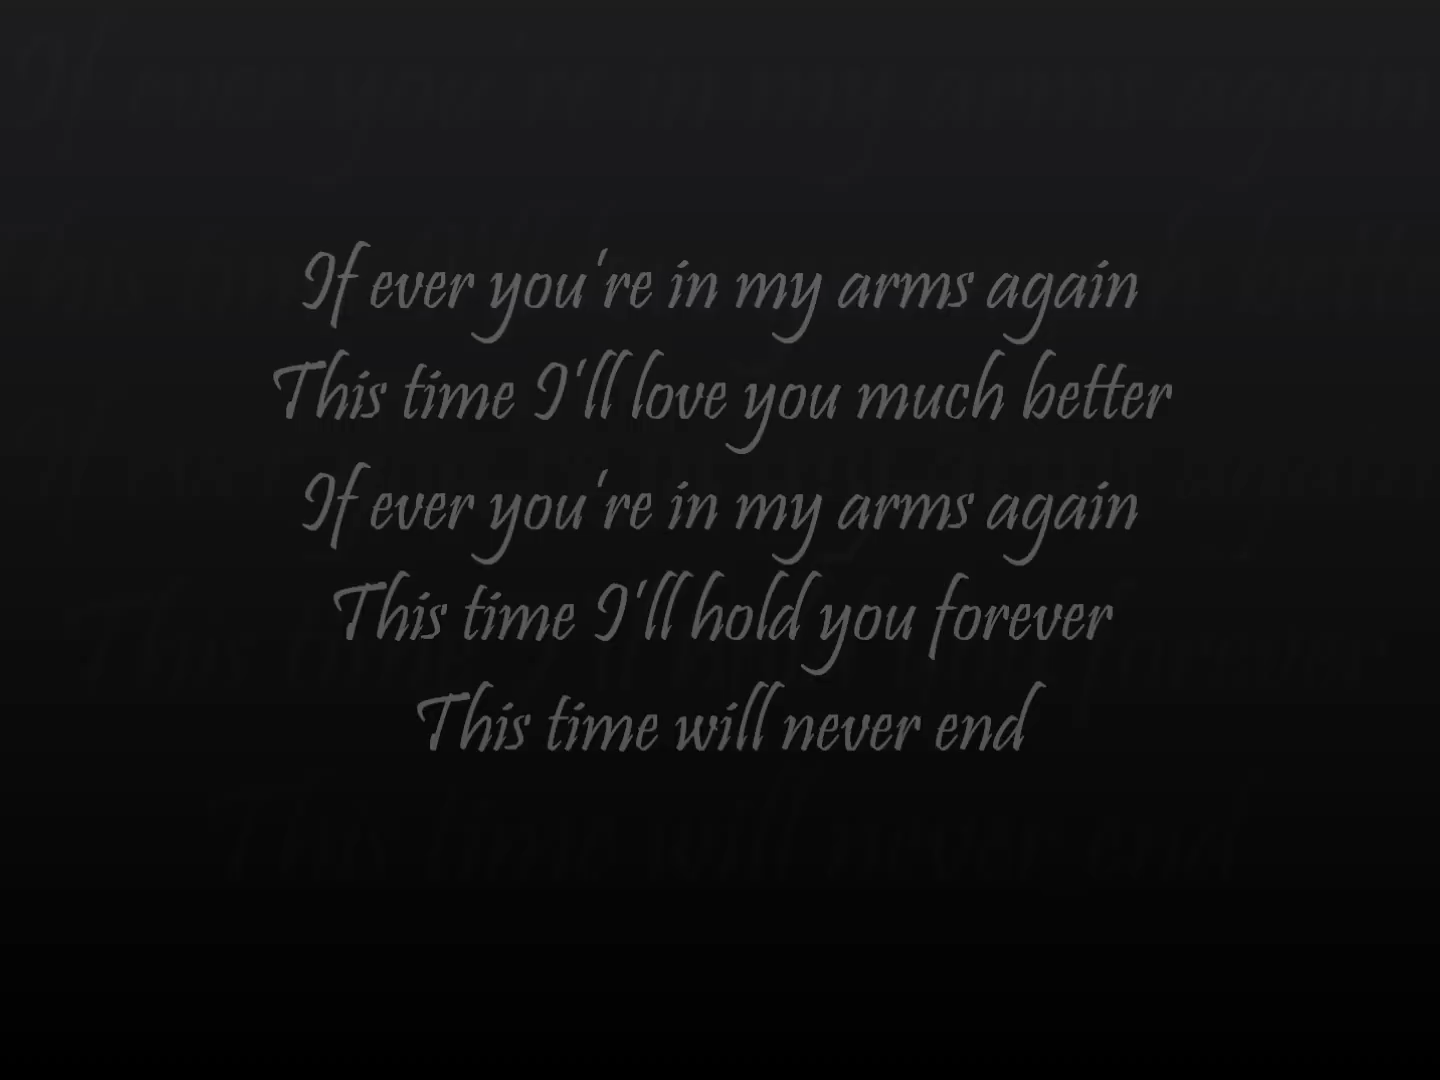 If ever you're in my arms again
This time I'll love you much better
If ever you're in my arms again
This time I'll hold you forever
This time will never end